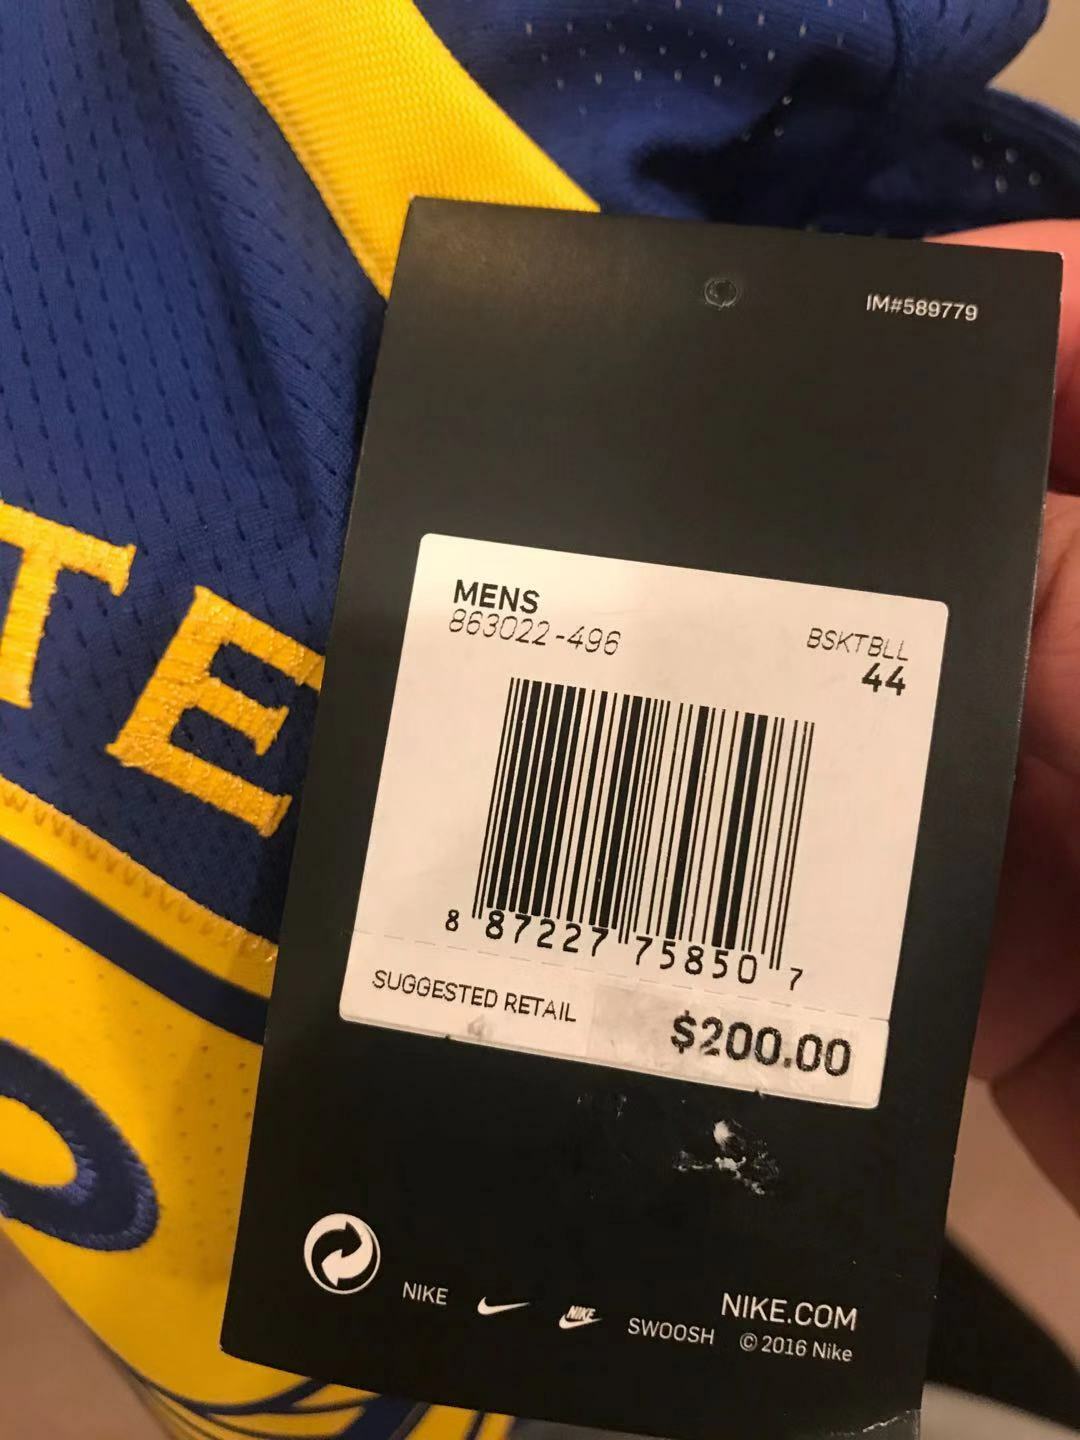 IM#589779
TE
MENS
863022-496
BSKTBLL
44
8 87227 75850 7
SUGGESTED RETAIL
$200.00
NIKE
NIKE
SWOOSH
NIKE.COM
© 2016 Nike